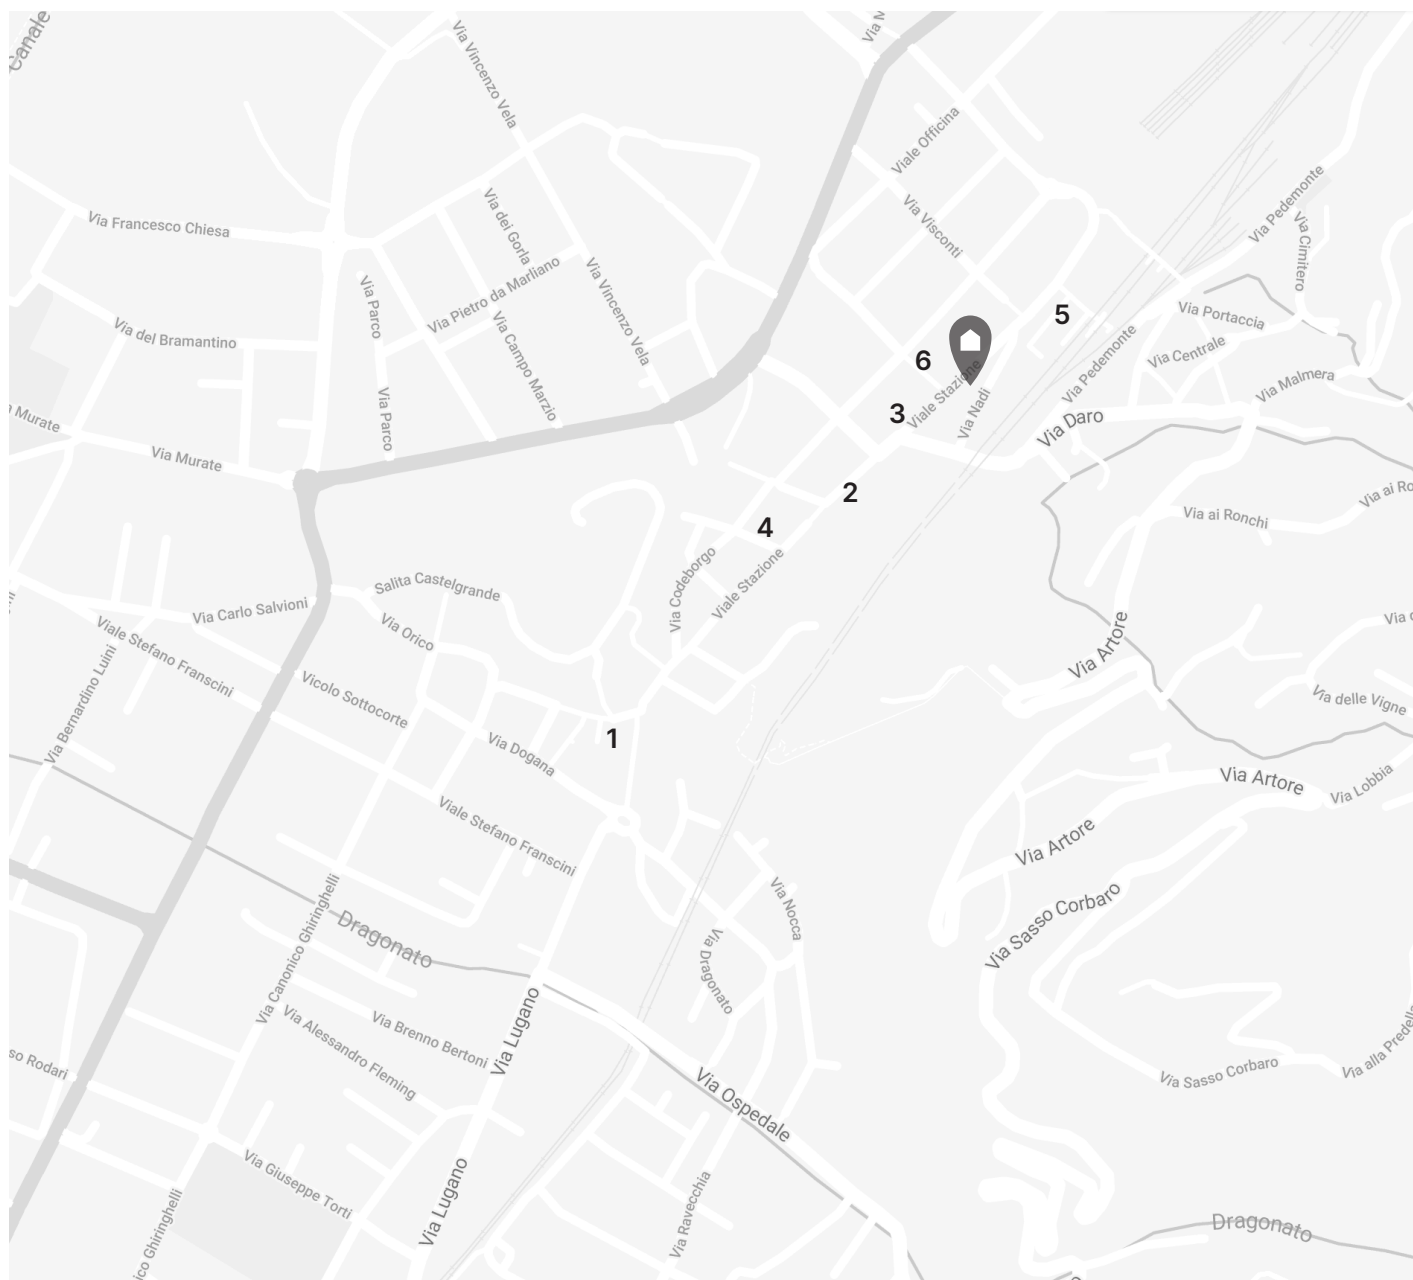 Canale
Via Vincenzo Vela
Viale Officina
Via Visconti
Via Pedemonte
Via Cimitero
Via Francesco Chiesa
Via dei Gorla
Via Pietro da Marliano
Via Vincenzo Vela
Via Parco
Via Campo Marzio
Via del Bramantino
5
Via Portaccia
Via Centrale
Via Pedemonte
6
Viale Stazione
Via Malmera
3
Via Nadi
Via Daro
Via Parco
Murate
Via Murate
2
Via ai Ronchi
Via ai Ro
4
Via Codeborgo
Viale Stazione
Salita Castelgrande
Via Carlo Salvioni
Via Orico
Via Artore
Viale Stefano Franscini
Via Bernardino Luini
Vicolo Sottocorte
Via delle Vigne
1
Via Dogana
Via Artore
Via Lobbia
Viale Stefano Franscini
Via Artore
Via Nocca
Via Sasso Corbaro
Via Canonico Ghiringhelli
Dragonato
Via Dragonato
Via Lugano
Via Brenno Bertoni
Via Alessandro Fleming
so Rodari
Via Sasso Corbaro
Via alla Predella
Via Ospedale
Via Giuseppe Torti
Via Lugano
Via Ravecchia
ico Ghiringhelli
Dragonato